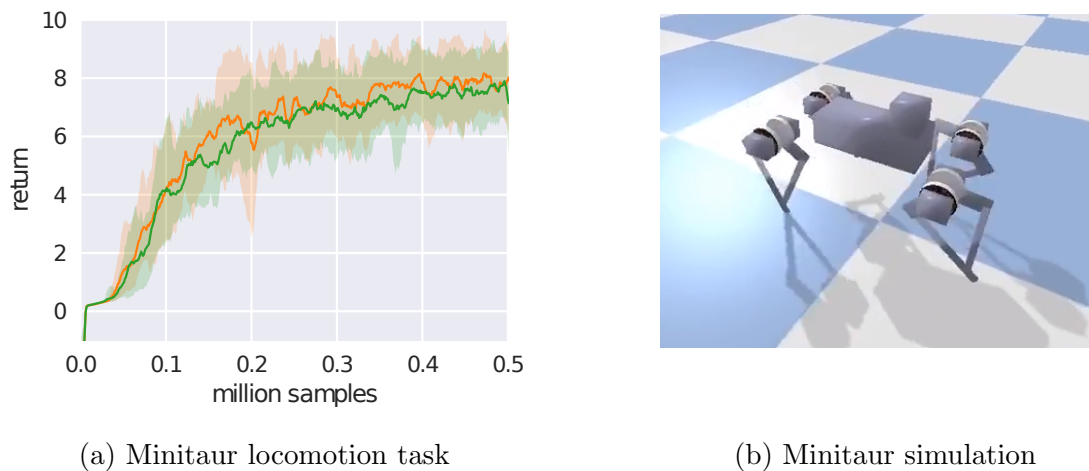 10
8
6
4
2
0
return
0.0 0.1 0.2 0.3 0.4 0.5
million samples
(a) Minitaur locomotion task
(b) Minitaur simulation